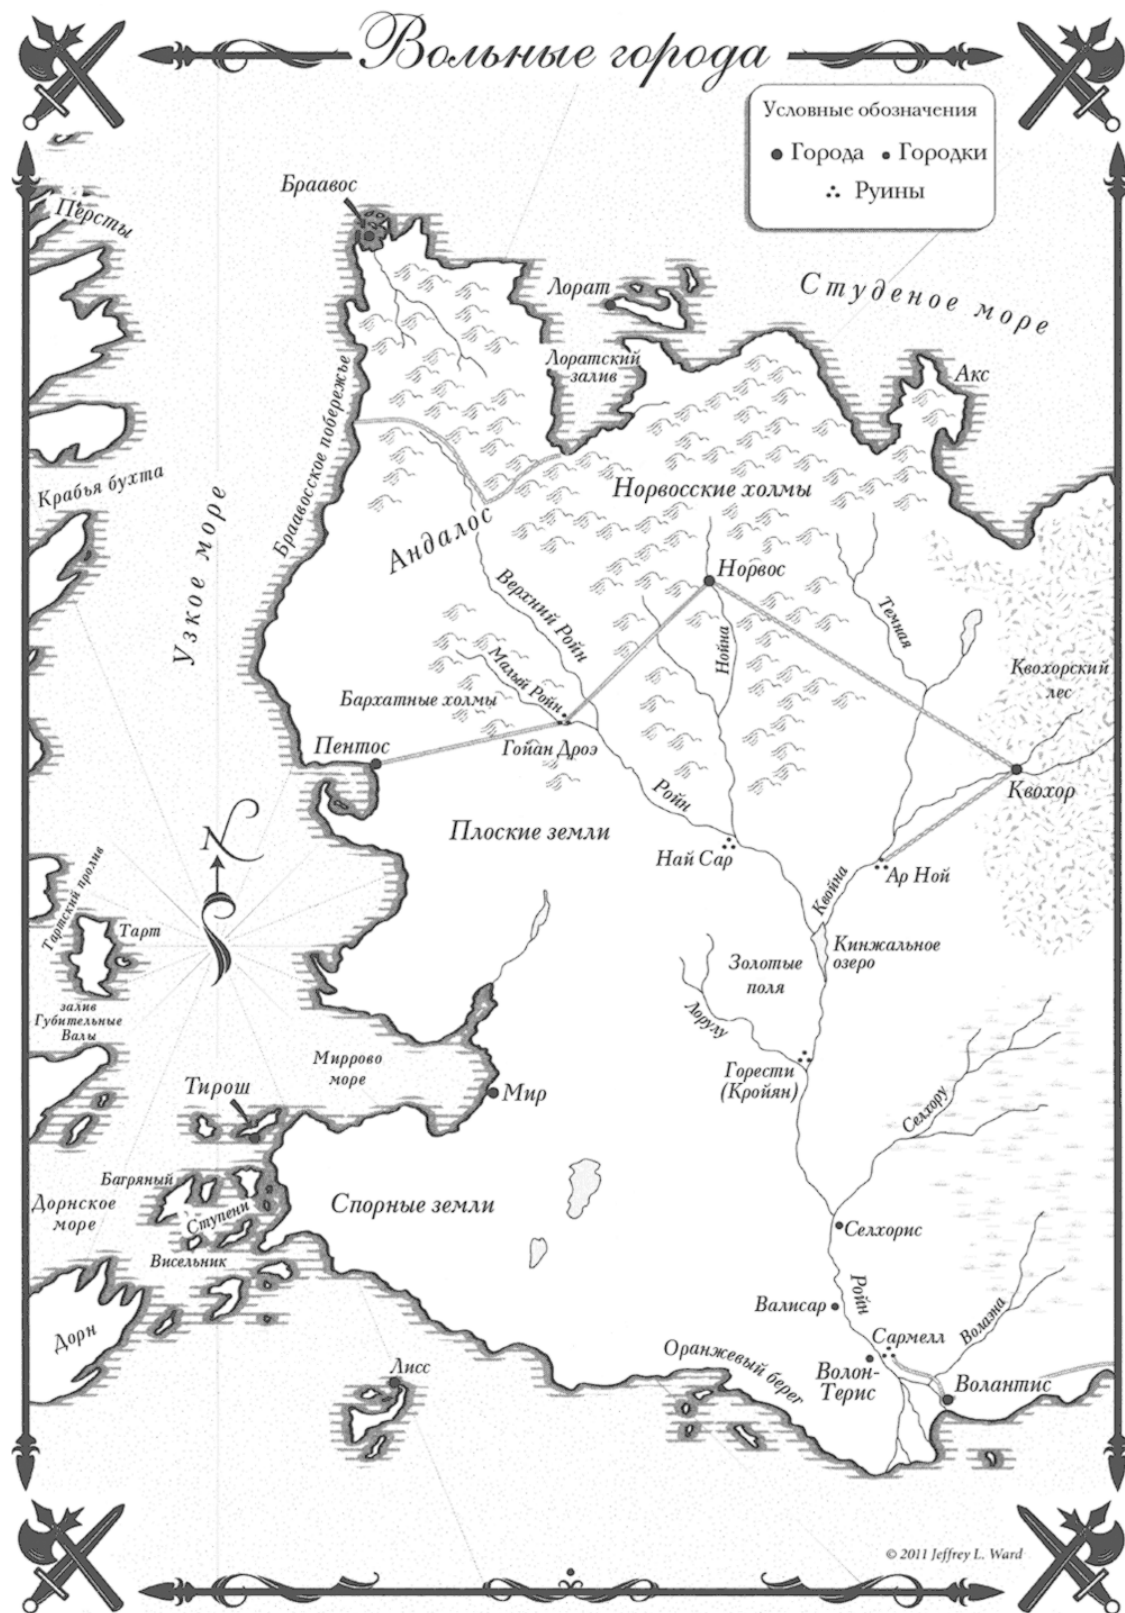 Вольные города
Условные обозначения
Города
Городки
Руины
Браавос
Персты
Лорат
Студеное море
Лоратский
залив
Акс
Браавосское побережье
Крабья бухта
Норвосские холмы
Узкое море
Андалос
Норвос
Верхний Ройн
Темная
Нойна
Малый Ройн
Квохорский
лес
Бархатные холмы
Пентос
Гойан Дроэ
Квохор
Ройн
N
Плоские земли
Най Сар
Ар Ной
Квойна
Тартский пролив
Тарт
Кинжальное
озеро
Золотые
поля
залив
Губительные
Валы
Лорулу
Миррово
море
Горести
(Кройян)
Тирош
Мир
Селхору
Багряный
Дорнское
море
Ступени
Спорные земли
Селхорис
Висельник
Ройн
Валисар
Волаэна
Дорн
Сармелл
Оранжевый берег
Лисс
Волон-
Терис
Волантис
© 2011 Jeffrey L. Ward